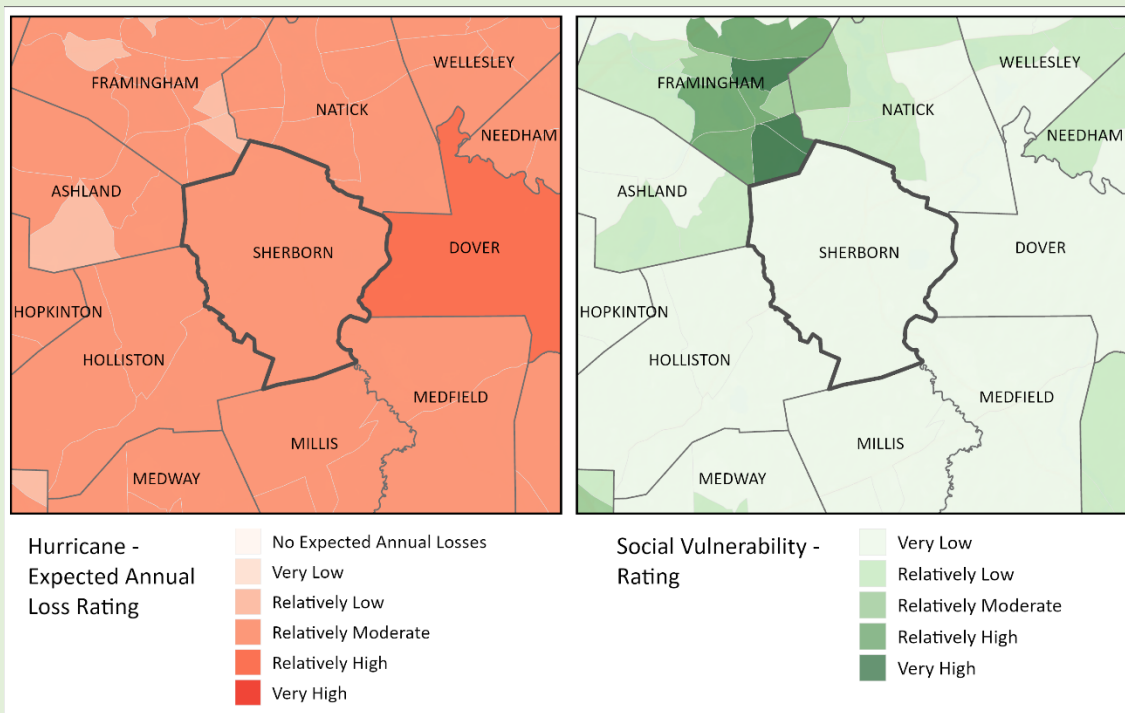 FRAMINGHAM
WELLESLEY
NATICK
NEEDHAM
ASHLAND
SHERBORN
DOVER
HOPKINTON
HOLLISTON
MEDFIELD
MILLIS
MEDWAY
FRAMINGHAM
WELLESLEY
NATICK
NEEDHAM
ASHLAND
SHERBORN
DOVER
HOPKINTON
HOLLISTON
MEDFIELD
MILLIS
MEDWAY
Hurricane -
Expected Annual
Loss Rating
No Expected Annual Losses
Very Low
Relatively Low
Relatively Moderate
Relatively High
Very High
Social Vulnerability -
Rating
Very Low
Relatively Low
Relatively Moderate
Relatively High
Very High